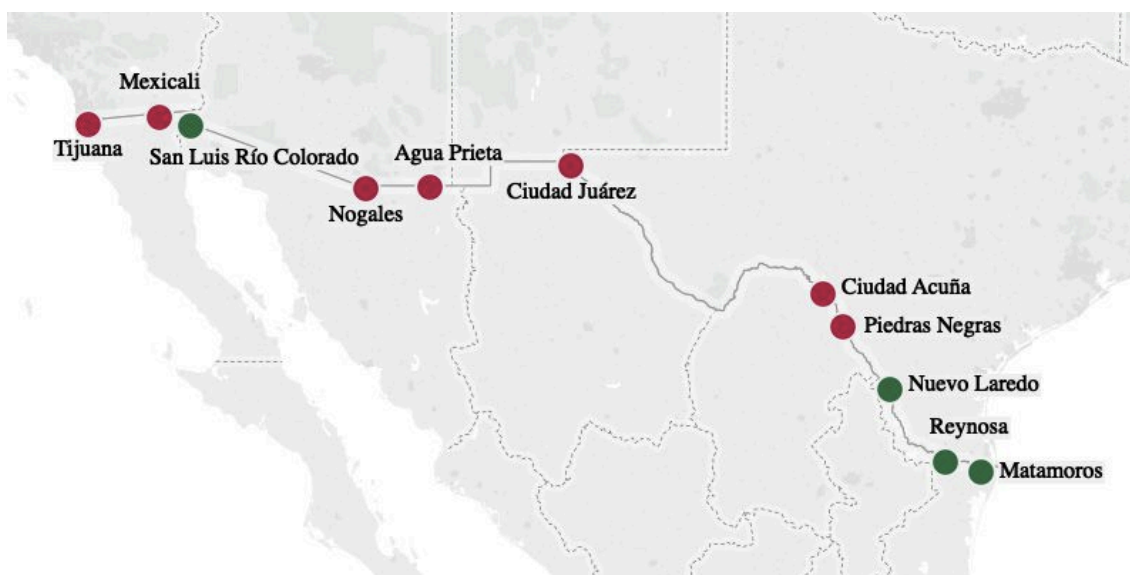 Mexicali
Tijuana
San Luis Río Colorado
Agua Prieta
Nogales
Ciudad Juárez
Ciudad Acuña
Piedras Negras
Nuevo Laredo
Reynosa
Matamoros